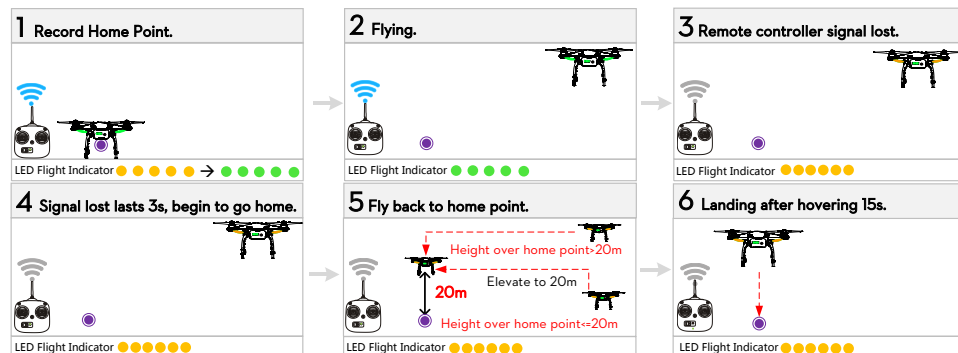 1 Record Home Point.
LED Flight Indicator
2 Flying.
LED Flight Indicator
3 Remote controller signal lost.
LED Flight Indicator
4 Signal lost lasts 3s, begin to go home.
LED Flight Indicator
5 Fly back to home point.
Height over home point>20m
Elevate to 20m
20m
Height over home point<=20m
LED Flight Indicator
6 Landing after hovering 15s.
LED Flight Indicator